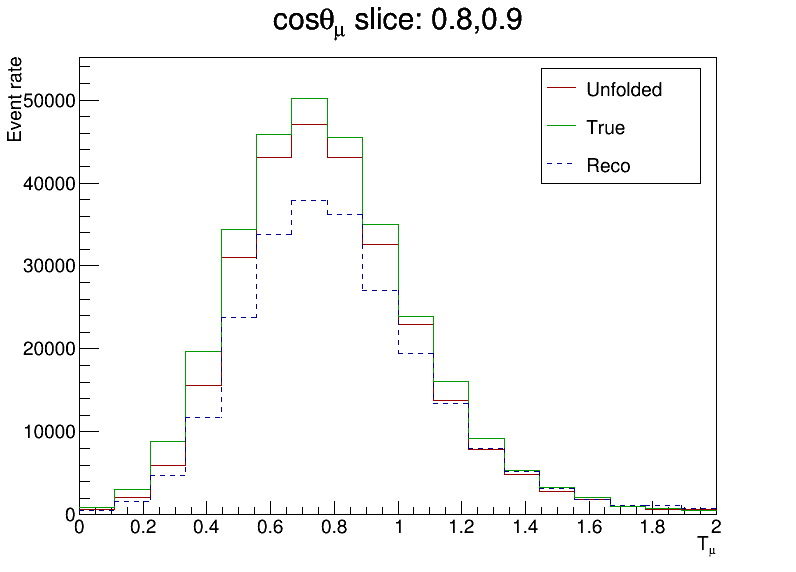 cosθμ slice: 0.8,0.9
Event rate
Unfolded
True
Reco
50000
40000
30000
20000
10000
0
0 0.2 0.4 0.6 0.8 1 1.2 1.4 1.6 1.8 2
Tμ